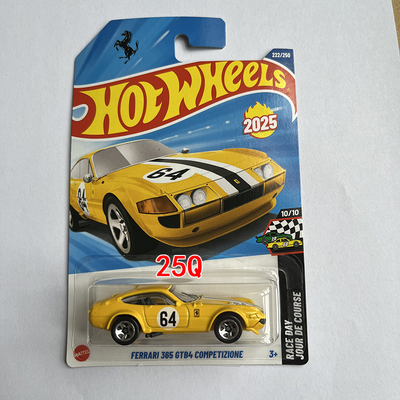 222/250
HOT WHEELS
2025
64
10/10
25Q
64
RACE DAY
JOUR DE COURSE
MATTEL
FERRARI 365 GTB4 COMPETIZIONE
3+